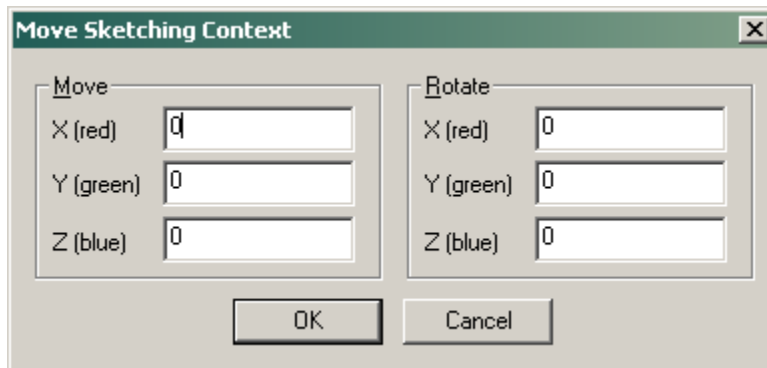 Move Sketching Context
Move
X (red) 0
Y (green) 0
Z (blue) 0
Rotate
X (red) 0
Y (green) 0
Z (blue) 0
OK
Cancel